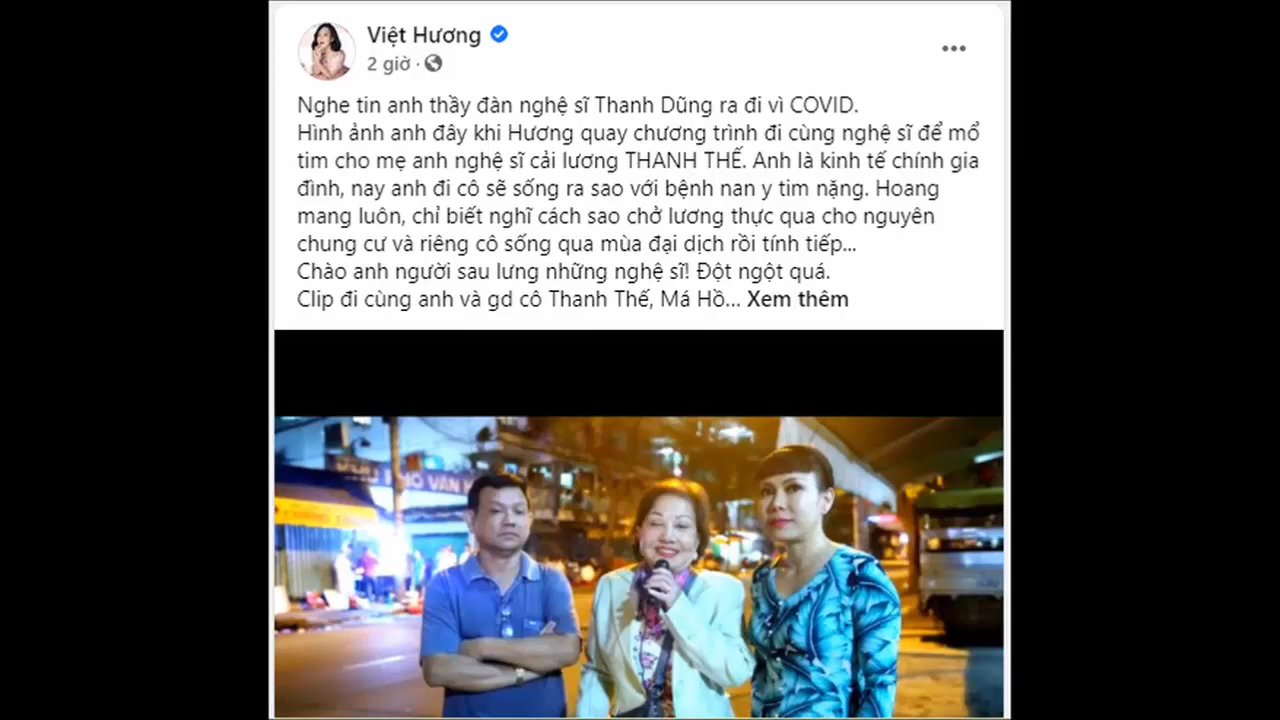 Việt Hương
2 giờ ·
Nghe tin anh thầy đàn nghệ sĩ Thanh Dũng ra đi vì COVID.
Hình ảnh anh đây khi Hương quay chương trình đi cùng nghệ sĩ để mổ
tim cho mẹ anh nghệ sĩ cải lương THANH THẾ. Anh là kinh tế chính gia
đình, nay anh đi cô sẽ sống ra sao với bệnh nan y tim nặng. Hoang
mang luôn, chỉ biết nghĩ cách sao chở lương thực qua cho nguyên
chung cư và riêng cô sống qua mùa đại dịch rồi tính tiếp...
Chào anh người sau lưng những nghệ sĩ! Đột ngột quá.
Clip đi cùng anh và gd cô Thanh Thế, Má Hồ... Xem thêm